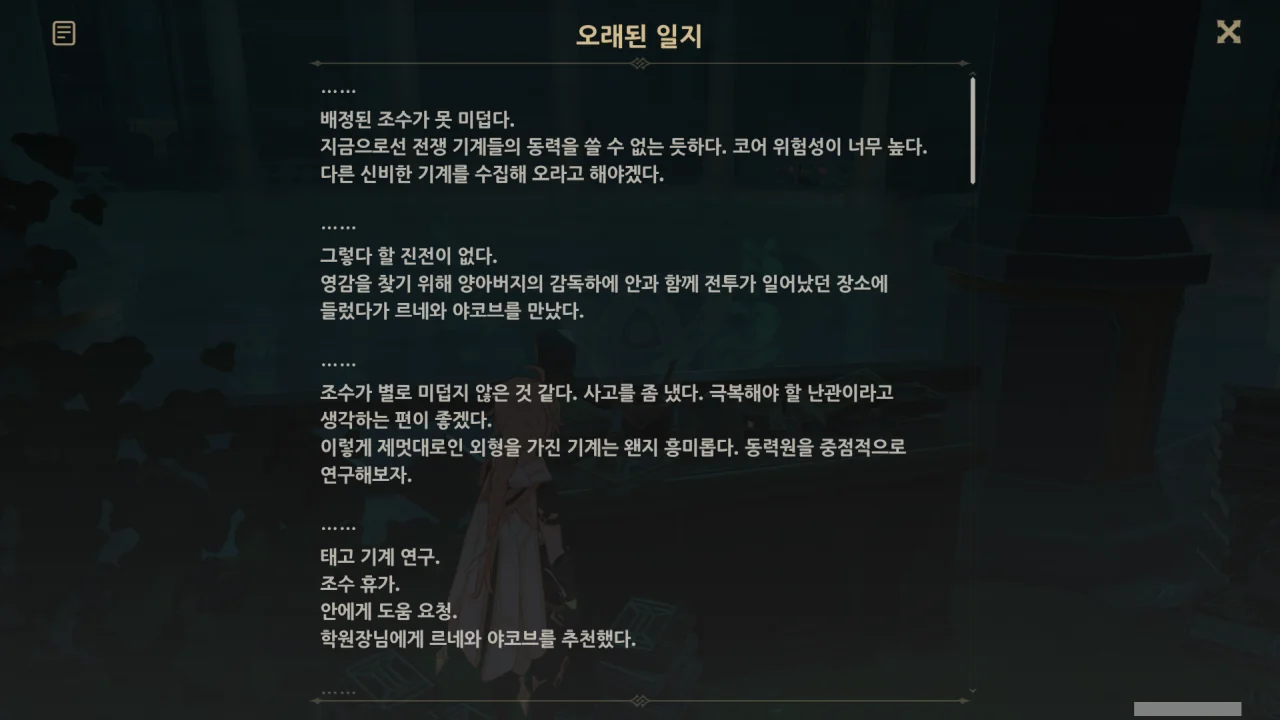 오래된 일지
……
배정된 조수가 못 미덥다.
지금으로선 전쟁 기계들의 동력을 쓸 수 없는 듯하다. 코어 위험성이 너무 높다.
다른 신비한 기계를 수집해 오라고 해야겠다.
……
그렇다 할 진전이 없다.
영감을 찾기 위해 양아버지의 감독하에 안과 함께 전투가 일어났던 장소에
들렀다가 르네와 야코브를 만났다.
……
조수가 별로 미덥지 않은 것 같다. 사고를 좀 냈다. 극복해야 할 난관이라고
생각하는 편이 좋겠다.
이렇게 제멋대로인 외형을 가진 기계는 왠지 흥미롭다. 동력원을 중점적으로
연구해보자.
……
태고 기계 연구.
조수 휴가.
안에게 도움 요청.
학원장님에게 르네와 야코브를 추천했다.
……